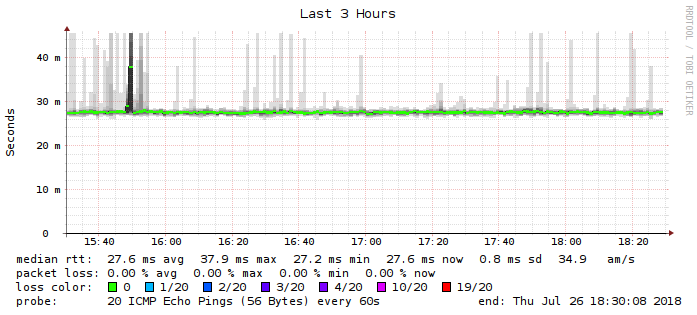 Last 3 Hours
RRDTOOL / TOBI OETIKER
Seconds
40 m
30 m
20 m
10 m
0
15:40 16:00 16:20 16:40 17:00 17:20 17:40 18:00 18:20
median rtt: 27.6 ms avg 37.9 ms max 27.2 ms min 27.6 ms now 0.8 ms sd 34.9 am/s
packet loss: 0.00 % avg 0.00 % max 0.00 % min 0.00 % now
loss color: 0 1/20 2/20 3/20 4/20 10/20 19/20
probe: 20 ICMP Echo Pings (56 Bytes) every 60s end: Thu Jul 26 18:30:08 2018